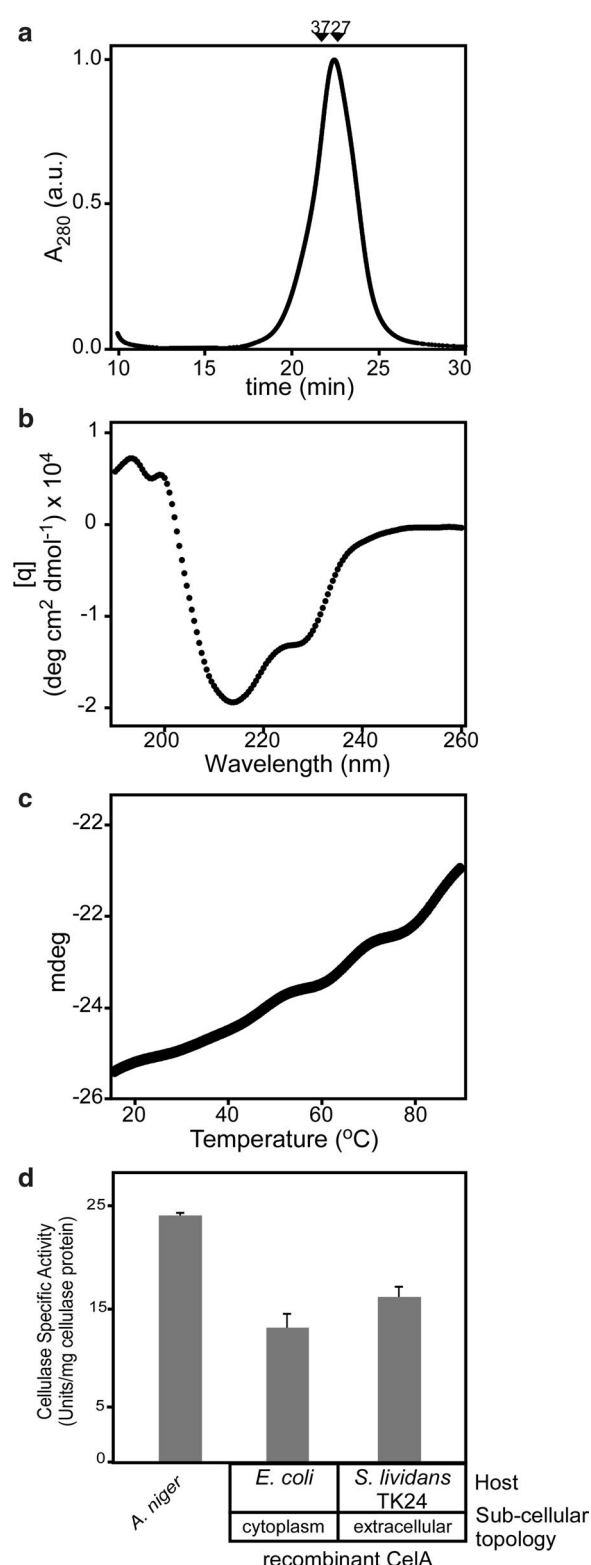 a
3727
1.0
0.5
0.0
A280 (a.u.)
10 15 20 25 30
time (min)
b
1
0
-1
-2
[q]
(deg cm2 dmol-1) x 104
200 220 240 260
Wavelength (nm)
c
-22
-22
-24
-26
mdeg
20 40 60 80
Temperature (oC)
d
25
15
5
0
Cellulase Specific Activity
(Units/mg cellulase protein)
A. niger
E. coli
S. lividans
TK24
Host
cytoplasm
extracellular
Sub-cellular
topology
recombinant CelA